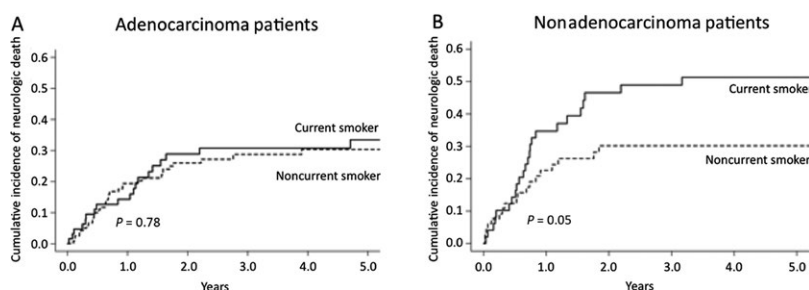 A
Adenocarcinoma patients
Cumulative incidence of neurologic death
0.6
0.5
0.4
0.3
0.2
0.1
0.0
Current smoker
Noncurrent smoker
P = 0.78
0.0 1.0 2.0 3.0 4.0 5.0
Years
B
Nonadenocarcinoma patients
Cumulative incidence of neurologic death
0.6
0.5
0.4
0.3
0.2
0.1
0.0
Current smoker
Noncurrent smoker
P = 0.05
0.0 1.0 2.0 3.0 4.0 5.0
Years